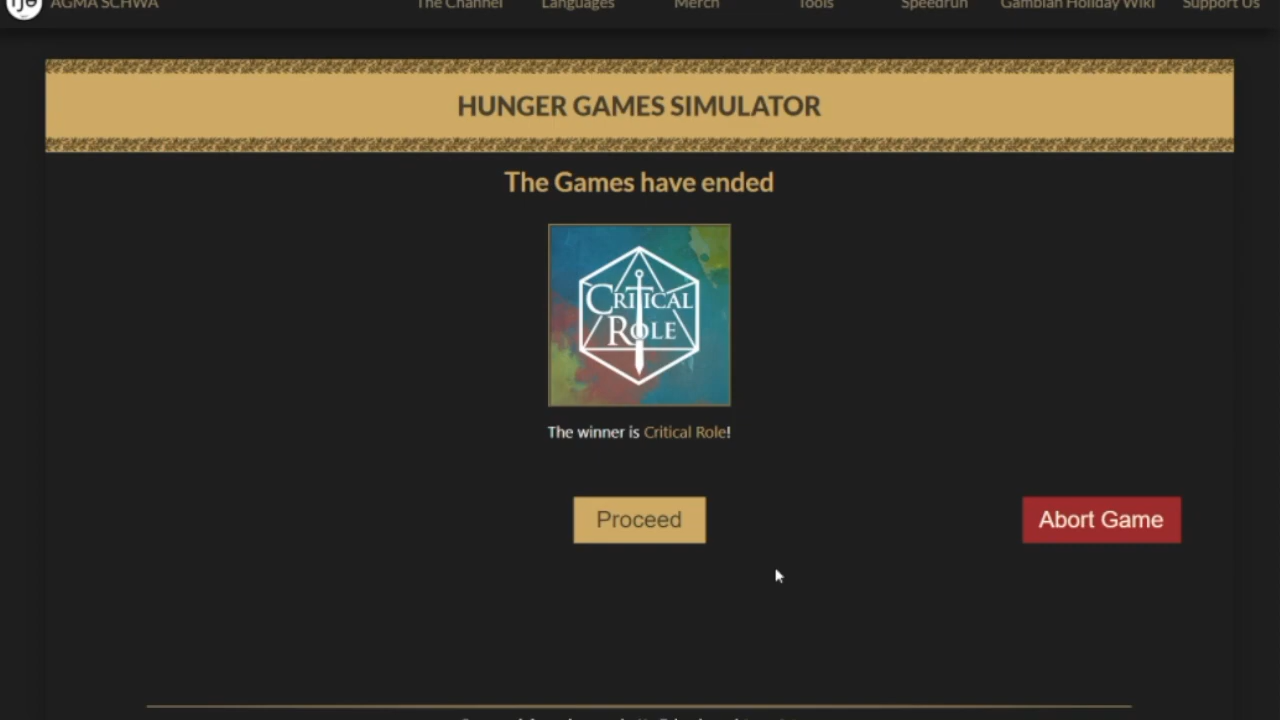 AGMA SCHWA The Channel Languages Merch Tools Speedrun Gambian Holiday Wiki Support Us
HUNGER GAMES SIMULATOR
The Games have ended
CRITICAL
ROLE
The winner is Critical Role!
Proceed Abort Game